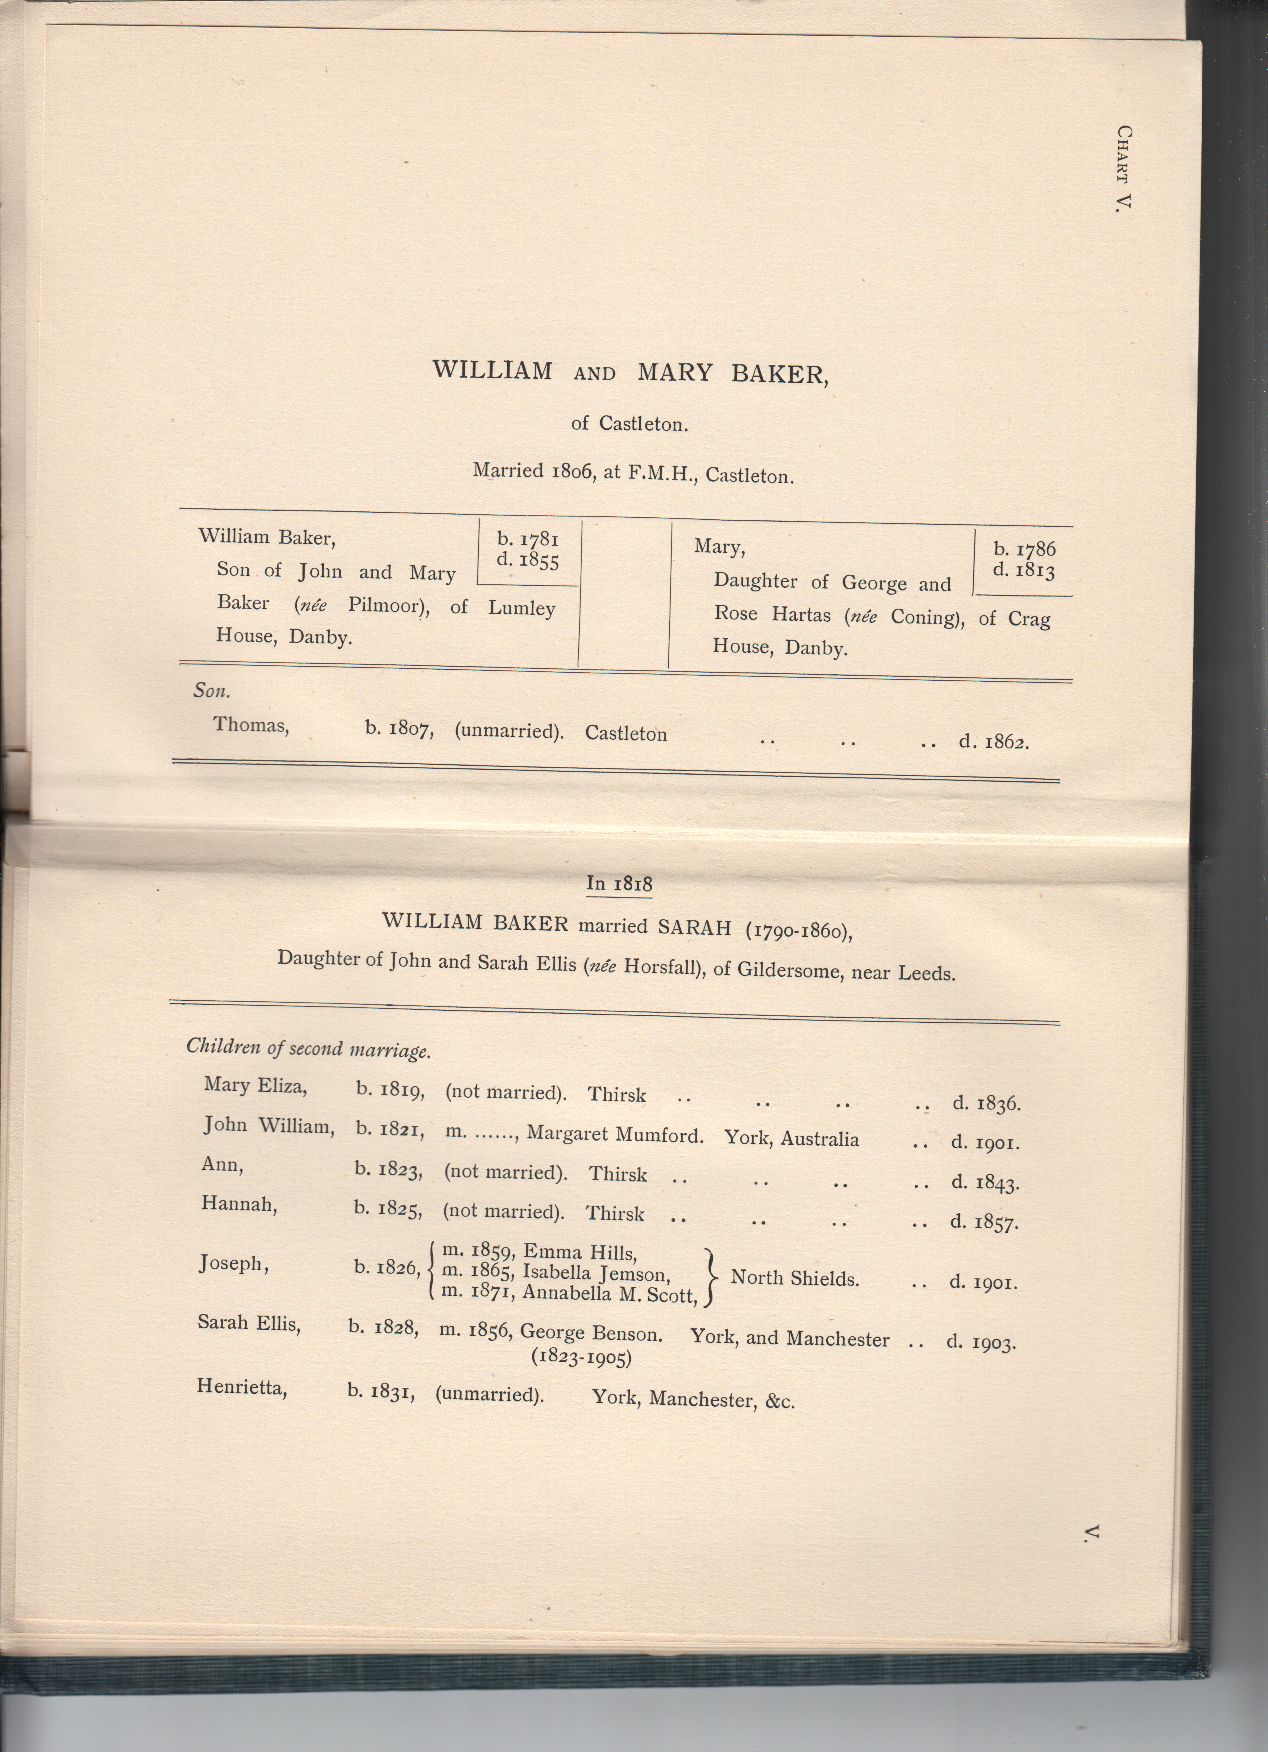 CHART V.
WILLIAM AND MARY BAKER,
of Castleton.
Married 1806, at F.M.H., Castleton.
William Baker,
b. 1781
d. 1855
Son of John and Mary
Baker (née Pilmoor), of Lumley
House, Danby.
Mary,
b. 1786
d. 1813
Daughter of George and
Rose Hartas (née Coning), of Crag
House, Danby.
Son.
Thomas, b. 1807, (unmarried). Castleton .. .. .. d. 1862.
In 1818
WILLIAM BAKER married SARAH (1790-1860),
Daughter of John and Sarah Ellis (née Horsfall), of Gildersome, near Leeds.
Children of second marriage.
Mary Eliza, b. 1819, (not married). Thirsk .. .. .. .. d. 1836.
John William, b. 1821, m. ......, Margaret Mumford. York, Australia .. d. 1901.
Ann, b. 1823, (not married). Thirsk .. .. .. .. d. 1843.
Hannah, b. 1825, (not married). Thirsk .. .. .. .. d. 1857.
m. 1859, Emma Hills,
Joseph, b. 1826, m. 1865, Isabella Jemson, North Shields. .. d. 1901.
m. 1871, Annabella M. Scott,
Sarah Ellis, b. 1828, m. 1856, George Benson. York, and Manchester .. d. 1903.
(1823-1905)
Henrietta, b. 1831, (unmarried). York, Manchester, &c.
V.